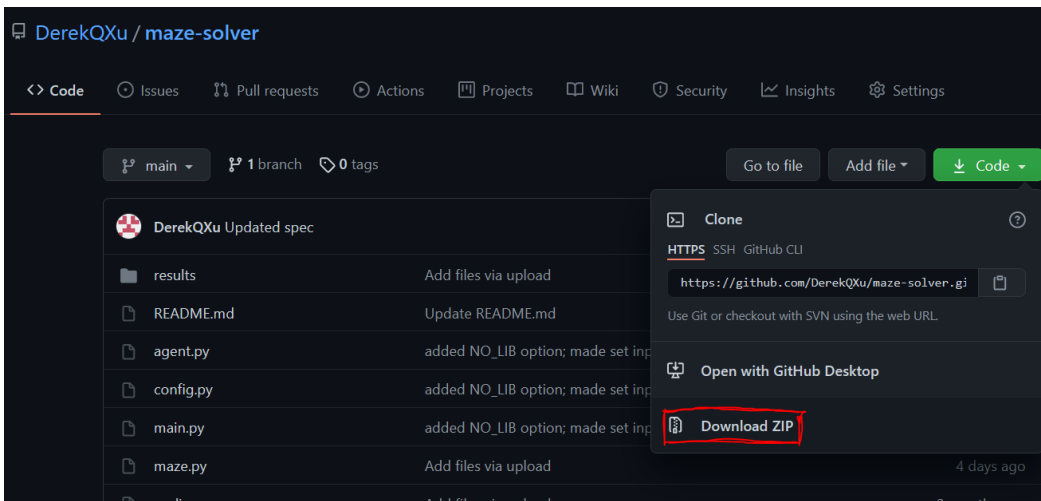 DerekQXu / maze-solver
Code Issues Pull requests Actions Projects Wiki Security Insights Settings
main 1 branch 0 tags Go to file Add file Code
DerekQXu Updated spec
results Add files via upload
README.md Update README.md
agent.py added NO_LIB option; made set inp
config.py added NO_LIB option; made set inp
main.py added NO_LIB option; made set inp
maze.py Add files via upload 4 days ago
Clone
HTTPS SSH GitHub CLI
https://github.com/DerekQXu/maze-solver.gi
Use Git or checkout with SVN using the web URL.
Open with GitHub Desktop
Download ZIP